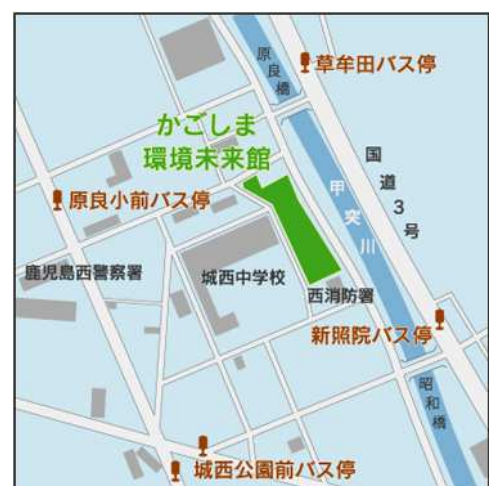 原良橋
草牟田バス停
かごしま
環境未来館
国道3号
甲突川
原良小前バス停
鹿児島西警察署
城西中学校
西消防署
新照院バス停
昭和橋
城西公園前バス停